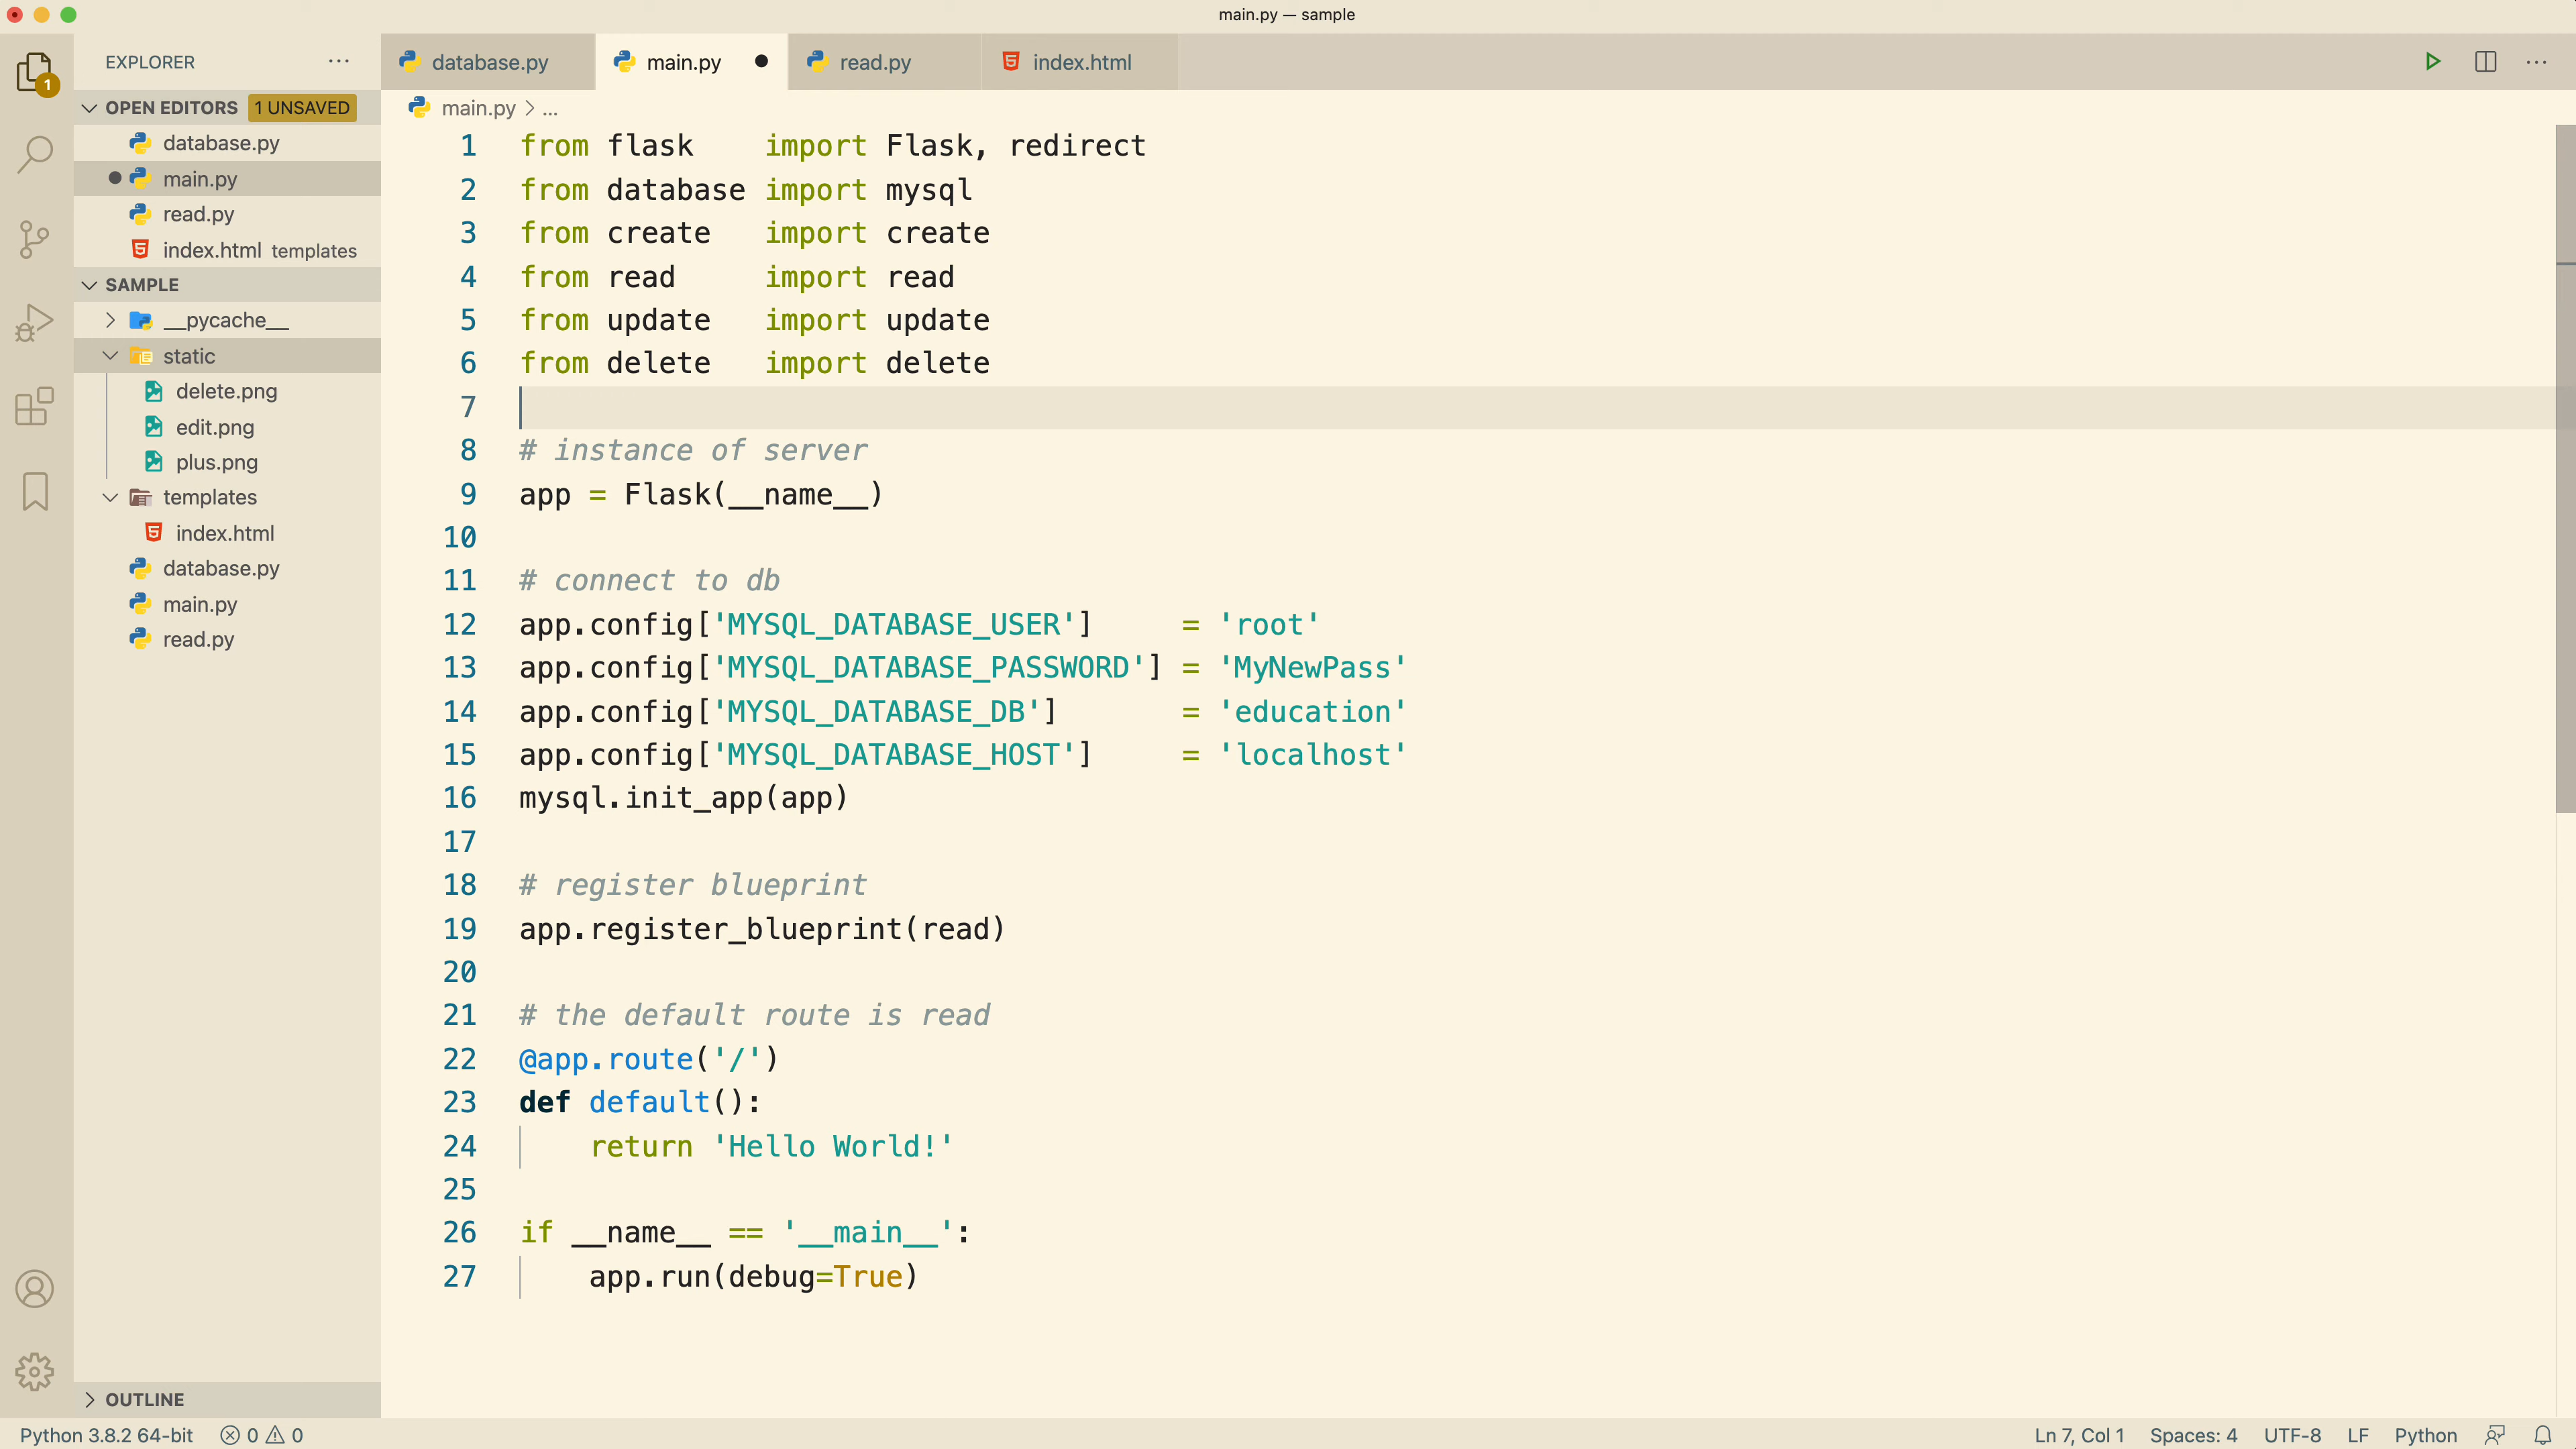 main.py — sample
EXPLORER
database.py
main.py
read.py
index.html
1
OPEN EDITORS
1 UNSAVED
database.py
main.py
read.py
index.html templates
SAMPLE
__pycache__
static
delete.png
edit.png
plus.png
templates
index.html
database.py
main.py
read.py
OUTLINE
main.py > ...
1 from flask import Flask, redirect
2 from database import mysql
3 from create import create
4 from read import read
5 from update import update
6 from delete import delete
7
8 # instance of server
9 app = Flask(__name__)
10
11 # connect to db
12 app.config['MYSQL_DATABASE_USER'] = 'root'
13 app.config['MYSQL_DATABASE_PASSWORD'] = 'MyNewPass'
14 app.config['MYSQL_DATABASE_DB'] = 'education'
15 app.config['MYSQL_DATABASE_HOST'] = 'localhost'
16 mysql.init_app(app)
17
18 # register blueprint
19 app.register_blueprint(read)
20
21 # the default route is read
22 @app.route('/')
23 def default():
24 return 'Hello World!'
25
26 if __name__ == '__main__':
27 app.run(debug=True)
Python 3.8.2 64-bit 0 0
Ln 7, Col 1 Spaces: 4 UTF-8 LF Python